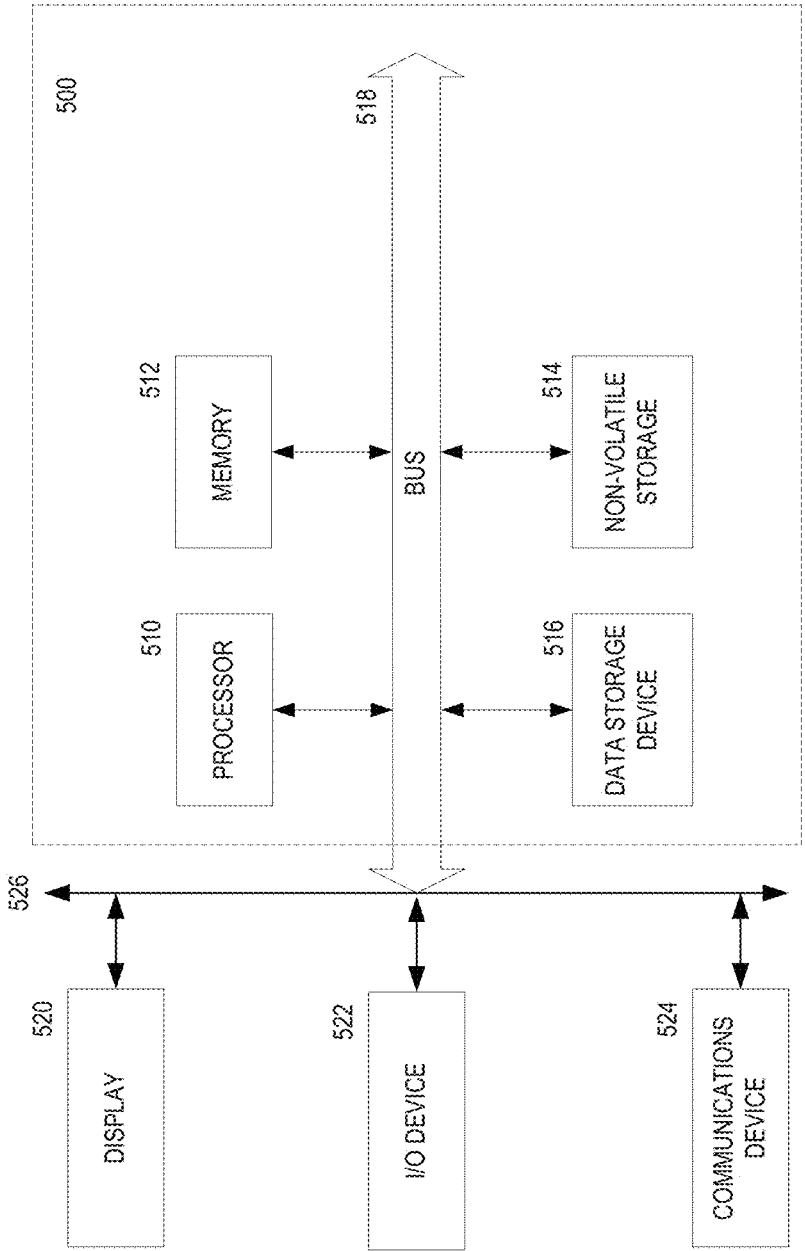 500
518
512
MEMORY
514
NON-VOLATILE
STORAGE
BUS
510
PROCESSOR
516
DATA STORAGE
DEVICE
526
520
DISPLAY
522
I/O DEVICE
524
COMMUNICATIONS
DEVICE